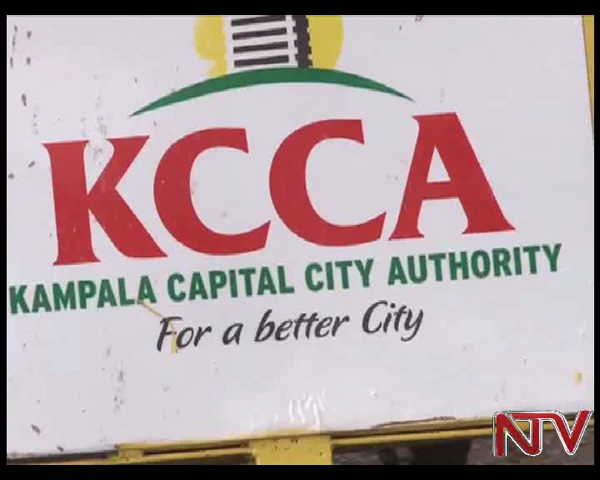 KCCA
KAMPALA CAPITAL CITY AUTHORITY
For a better City
NTV